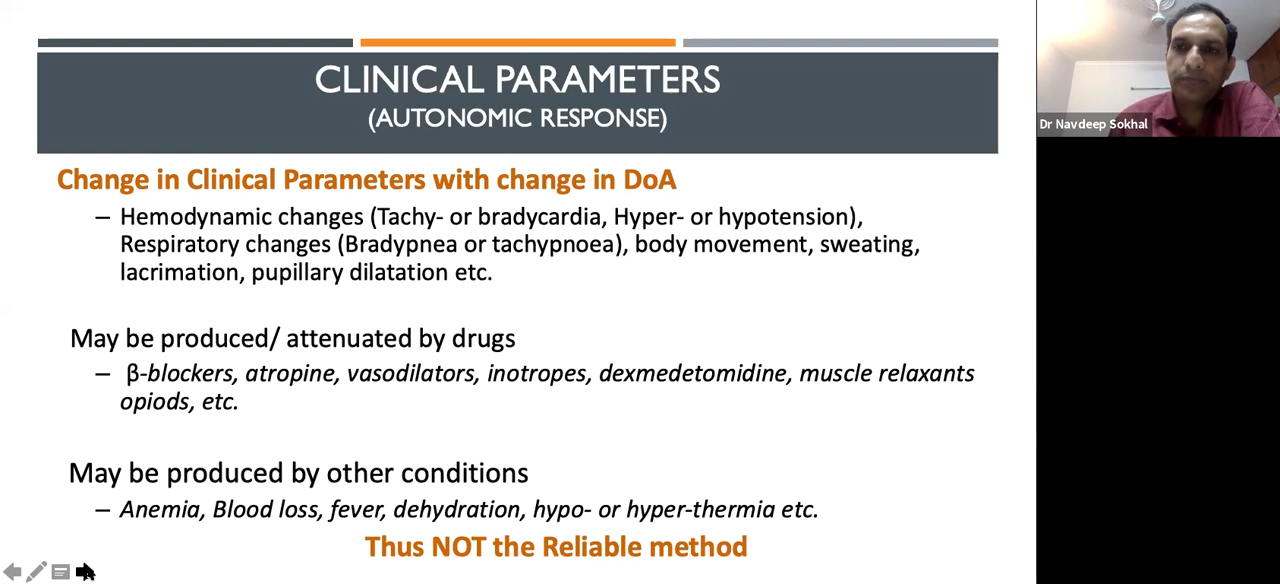 CLINICAL PARAMETERS
(AUTONOMIC RESPONSE)
Change in Clinical Parameters with change in DoA
– Hemodynamic changes (Tachy- or bradycardia, Hyper- or hypotension),
Respiratory changes (Bradypnea or tachypnoea), body movement, sweating,
lacrimation, pupillary dilatation etc.
May be produced/ attenuated by drugs
– β-blockers, atropine, vasodilators, inotropes, dexmedetomidine, muscle relaxants
opiods, etc.
May be produced by other conditions
– Anemia, Blood loss, fever, dehydration, hypo- or hyper-thermia etc.
Thus NOT the Reliable method
Dr Navdeep Sokhal